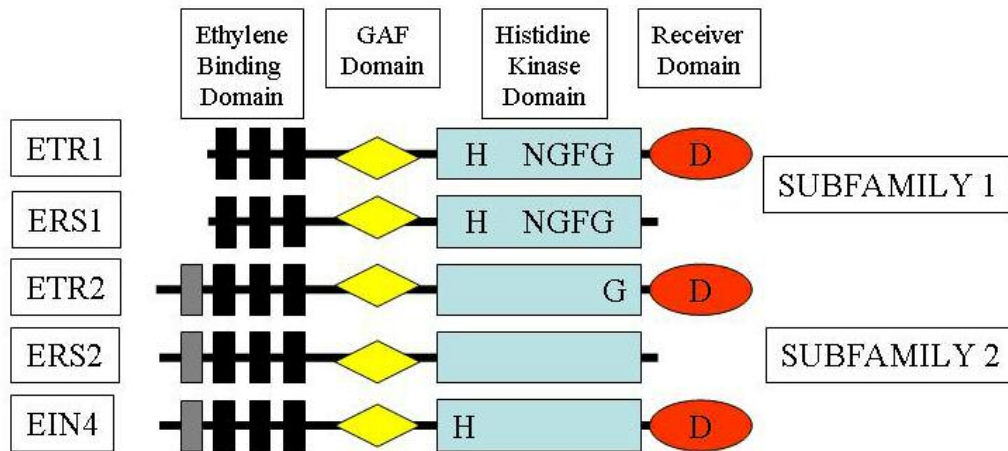 Ethylene
Binding
Domain
GAF
Domain
Histidine
Kinase
Domain
Receiver
Domain
ETR1
H NGFG
D
SUBFAMILY 1
ERS1
H NGFG
ETR2
G
D
ERS2
SUBFAMILY 2
EIN4
H
D